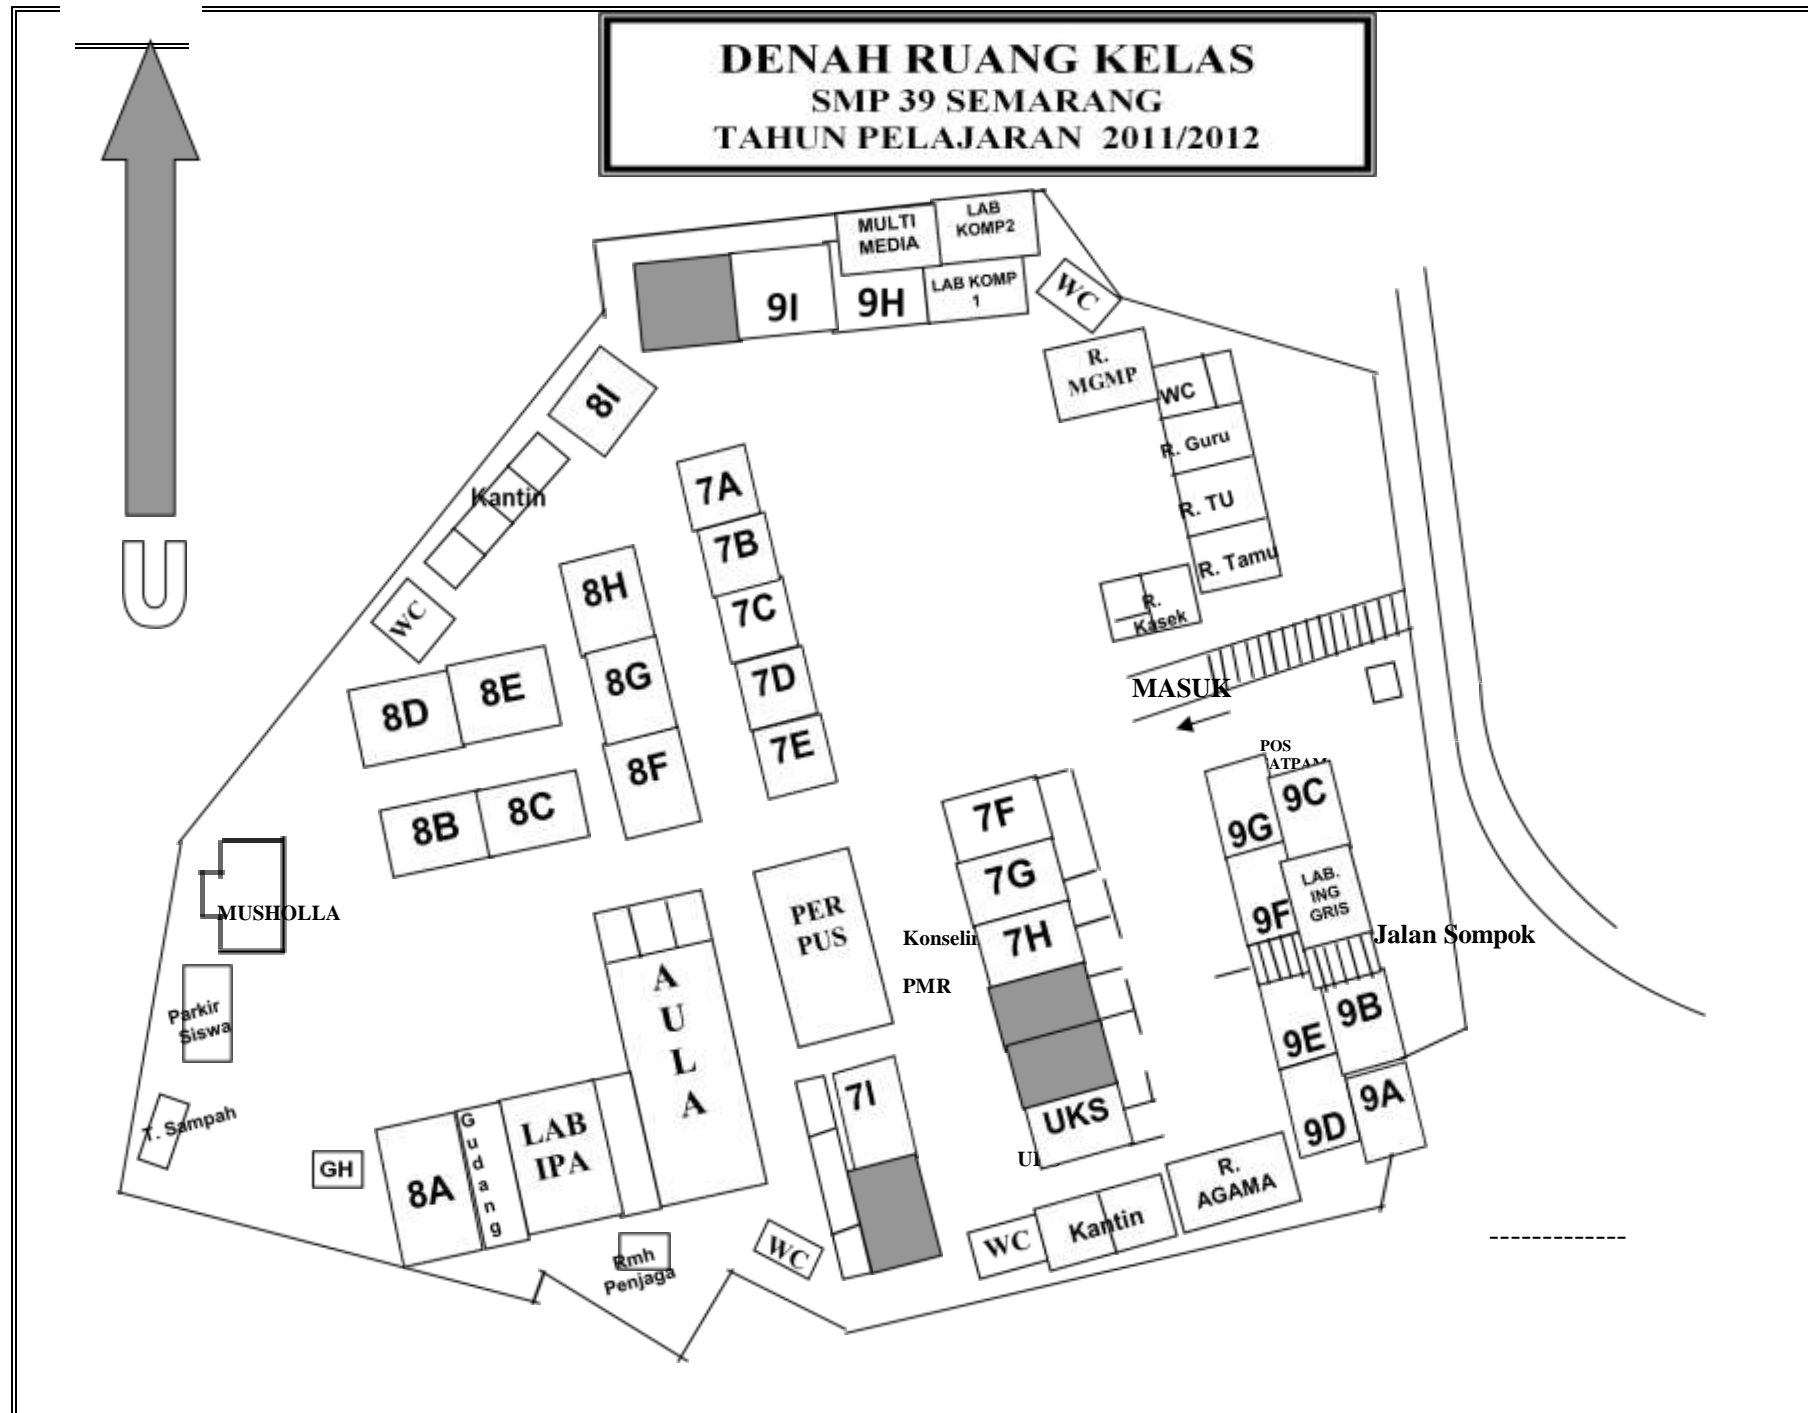 DENAH RUANG KELAS
SMP 39 SEMARANG
TAHUN PELAJARAN 2011/2012
U
MULTI
MEDIA
LAB
KOMP2
9I
9H
LAB KOMP
1
WC
R.
MGMP
WC
R. Guru
R. TU
R. Tamu
R.
Kasek
8I
Kantin
WC
7A
7B
7C
7D
7E
8H
8G
8F
8D
8E
8B
8C
MASUK
POS
ATPAM
9G
9C
9F
LAB.
ING
GRIS
Jalan Sompok
9E
9B
9D
9A
7F
7G
7H
Konselin
PMR
UKS
U
PER
PUS
A
U
L
A
MUSHOLLA
Parkir
Siswa
T. Sampah
GH
8A
Gudang
LAB
IPA
7I
Rmh
Penjaga
WC
WC
Kantin
R.
AGAMA
-------------